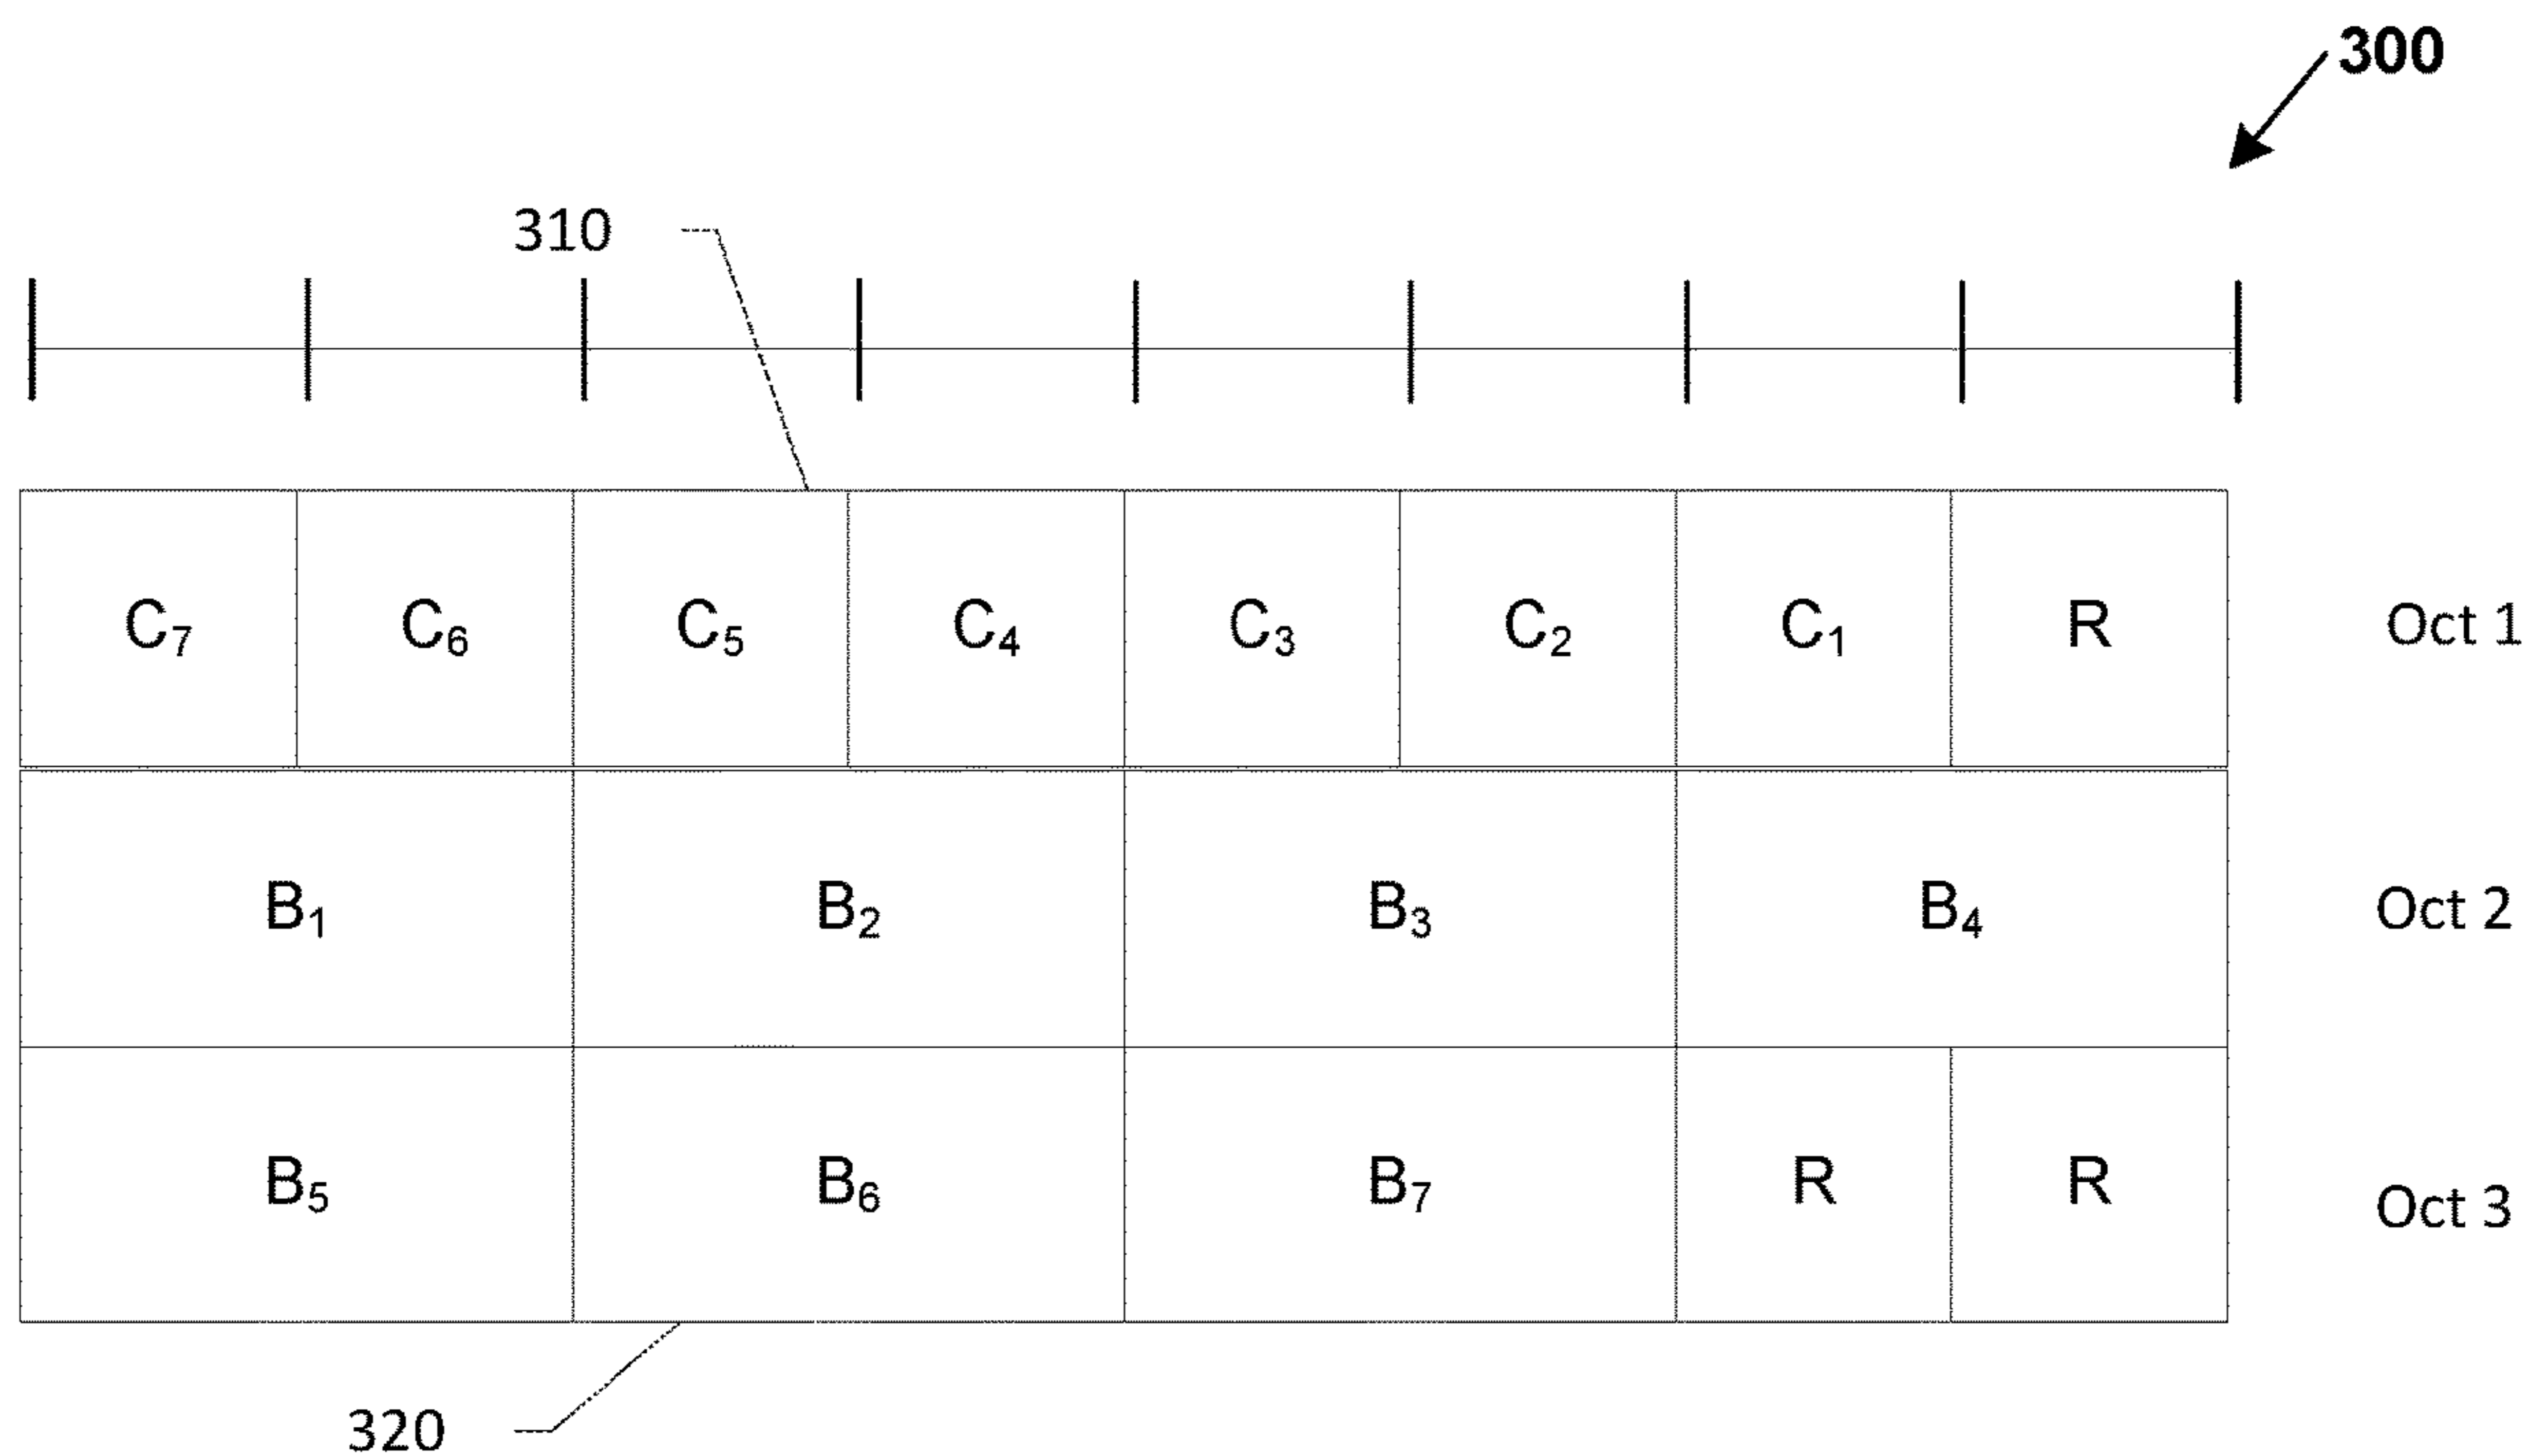 300
310
C₇ C₆ C₅ C₄ C₃ C₂ C₁ R Oct 1
B₁ B₂ B₃ B₄ Oct 2
B₅ B₆ B₇ R R Oct 3
320